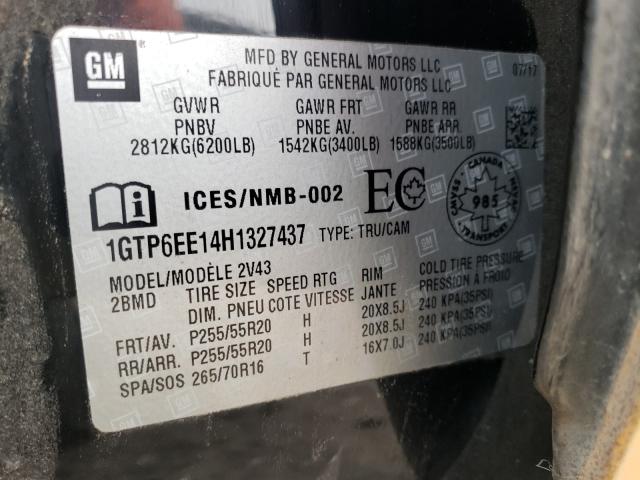 GM
MFD BY GENERAL MOTORS LLC
FABRIQUÉ PAR GENERAL MOTORS LLC
07/17
GVWR GAWR FRT GAWR RR
PNBV PNBE AV. PNBE ARR.
2812KG(6200LB) 1542KG(3400LB) 1588KG(3500LB)
ICES/NMB-002 EC
CANADA
CMVSS 985 NSVAC
TRANSPORT
1GTP6EE14H1327437 TYPE: TRU/CAM
MODEL/MODÈLE 2V43
2BMD TIRE SIZE SPEED RTG RIM COLD TIRE PRESSURE
DIM. PNEU COTE VITESSE JANTE PRESSION À FROID
FRT/AV. P255/55R20 H 20X8.5J 240 KPA(35PSI)
RR/ARR. P255/55R20 H 20X8.5J 240 KPA(35PSI)
SPA/SOS 265/70R16 T 16X7.0J 240 KPA(35PSI)